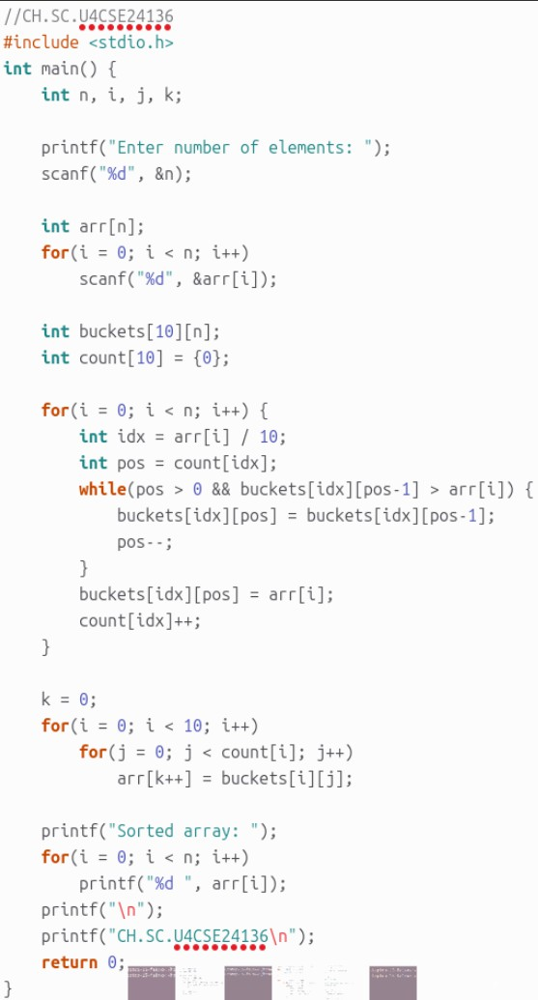 //CH.SC.U4CSE24136
#include <stdio.h>
int main() {
    int n, i, j, k;

    printf("Enter number of elements: ");
    scanf("%d", &n);

    int arr[n];
    for(i = 0; i < n; i++)
        scanf("%d", &arr[i]);

    int buckets[10][n];
    int count[10] = {0};

    for(i = 0; i < n; i++) {
        int idx = arr[i] / 10;
        int pos = count[idx];
        while(pos > 0 && buckets[idx][pos-1] > arr[i]) {
            buckets[idx][pos] = buckets[idx][pos-1];
            pos--;
        }
        buckets[idx][pos] = arr[i];
        count[idx]++;
    }

    k = 0;
    for(i = 0; i < 10; i++)
        for(j = 0; j < count[i]; j++)
            arr[k++] = buckets[i][j];

    printf("Sorted array: ");
    for(i = 0; i < n; i++)
        printf("%d ", arr[i]);
    printf("\n");
    printf("CH.SC.U4CSE24136\n");
    return 0;
}